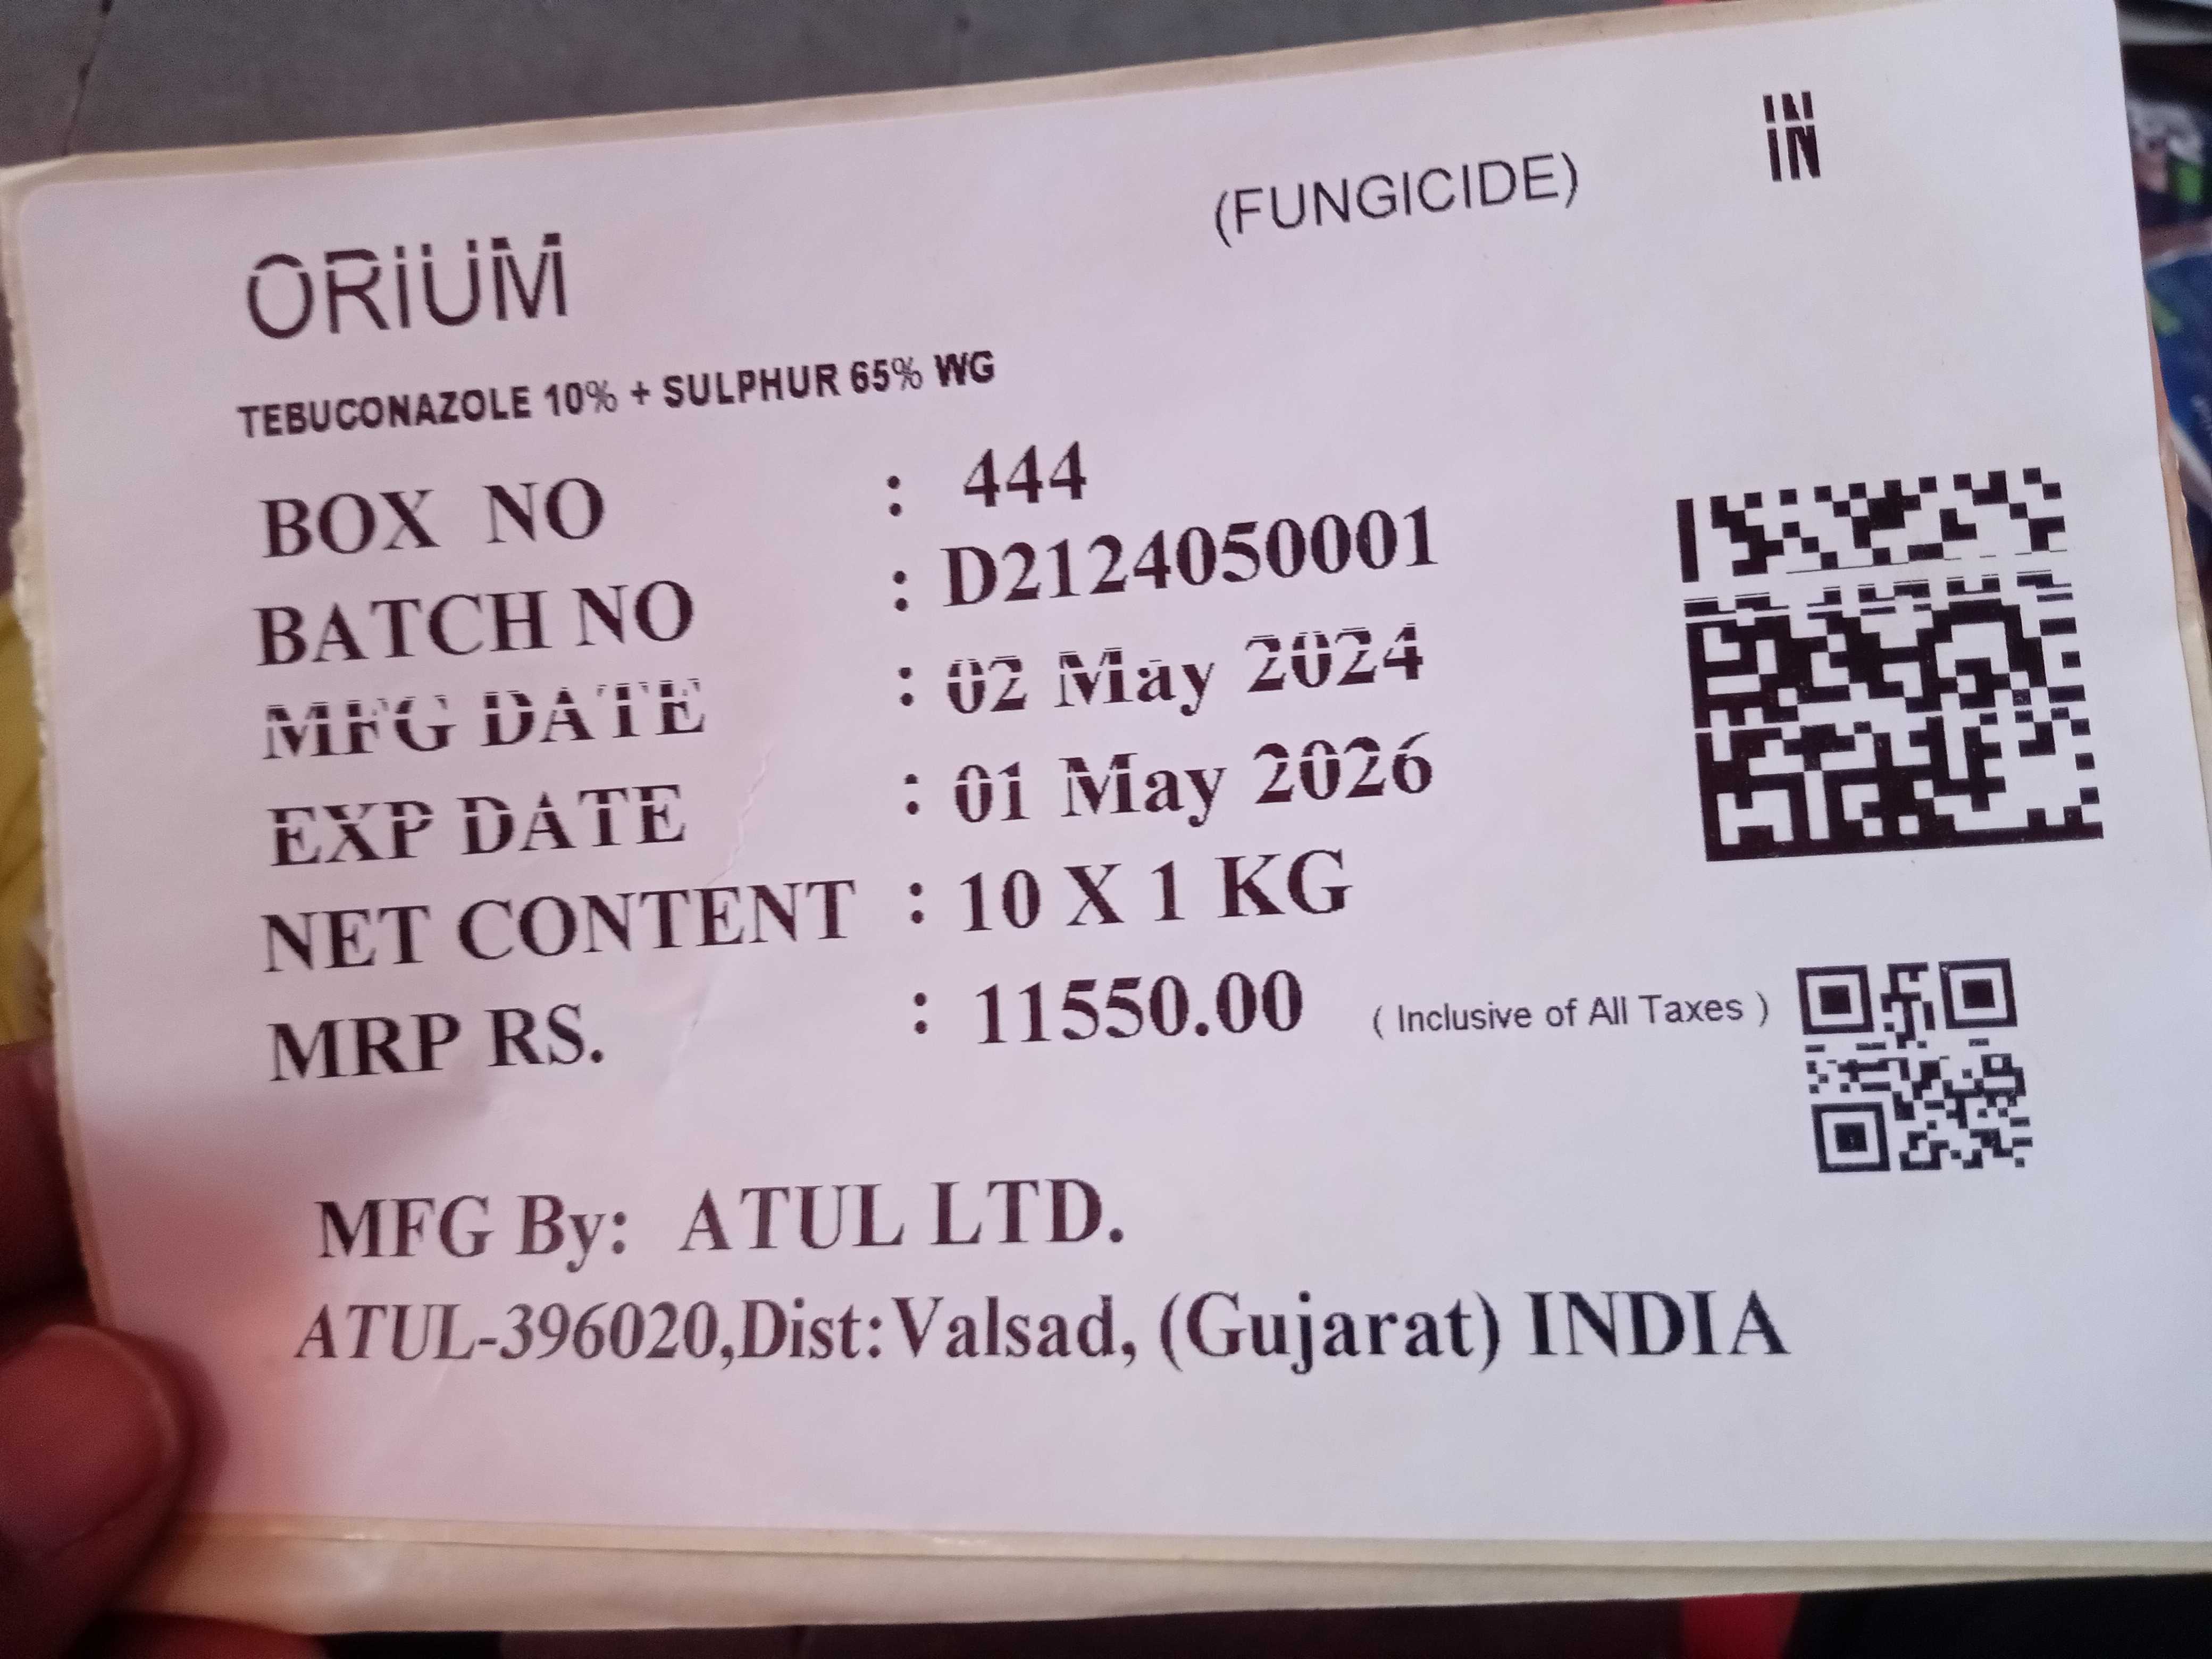 IN
(FUNGICIDE)
ORIUM
TEBUCONAZOLE 10% + SULPHUR 65% WG
BOX NO : 444
BATCH NO : D2124050001
MFG DATE : 02 May 2024
EXP DATE : 01 May 2026
NET CONTENT : 10 X 1 KG
MRP RS. : 11550.00 ( Inclusive of All Taxes )
MFG By: ATUL LTD.
ATUL-396020,Dist:Valsad, (Gujarat) INDIA